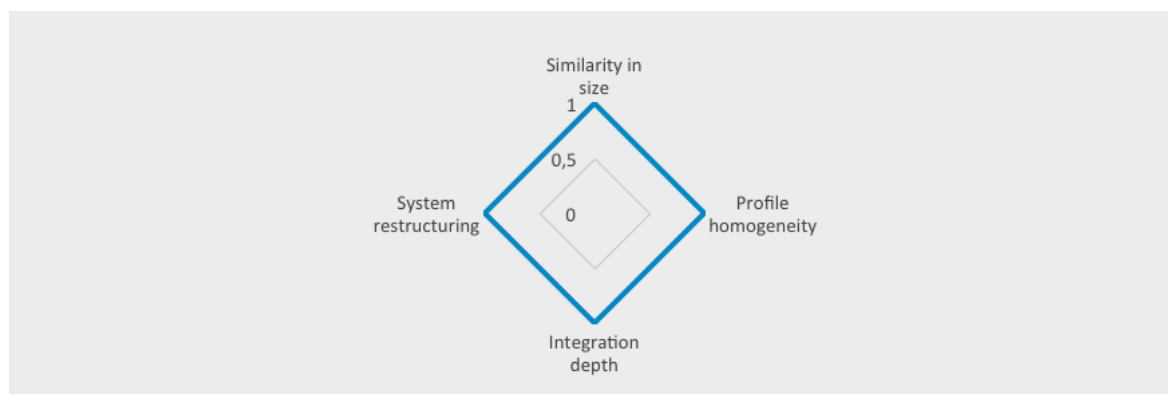 Similarity in
size
1
0,5
System
restructuring
0
Profile
homogeneity
Integration
depth